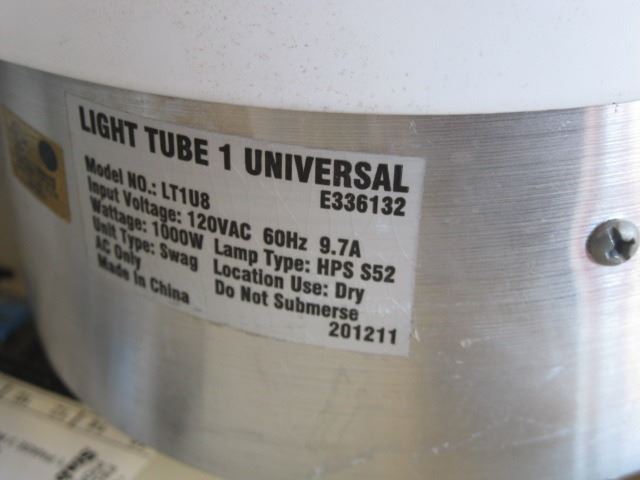 LIGHT TUBE 1 UNIVERSAL
E336132
Model NO.: LT1U8
Input Voltage: 120VAC 60Hz 9.7A
Wattage: 1000W Lamp Type: HPS S52
Unit Type: Swag Location Use: Dry
AC Only Do Not Submerse
Made In China 201211